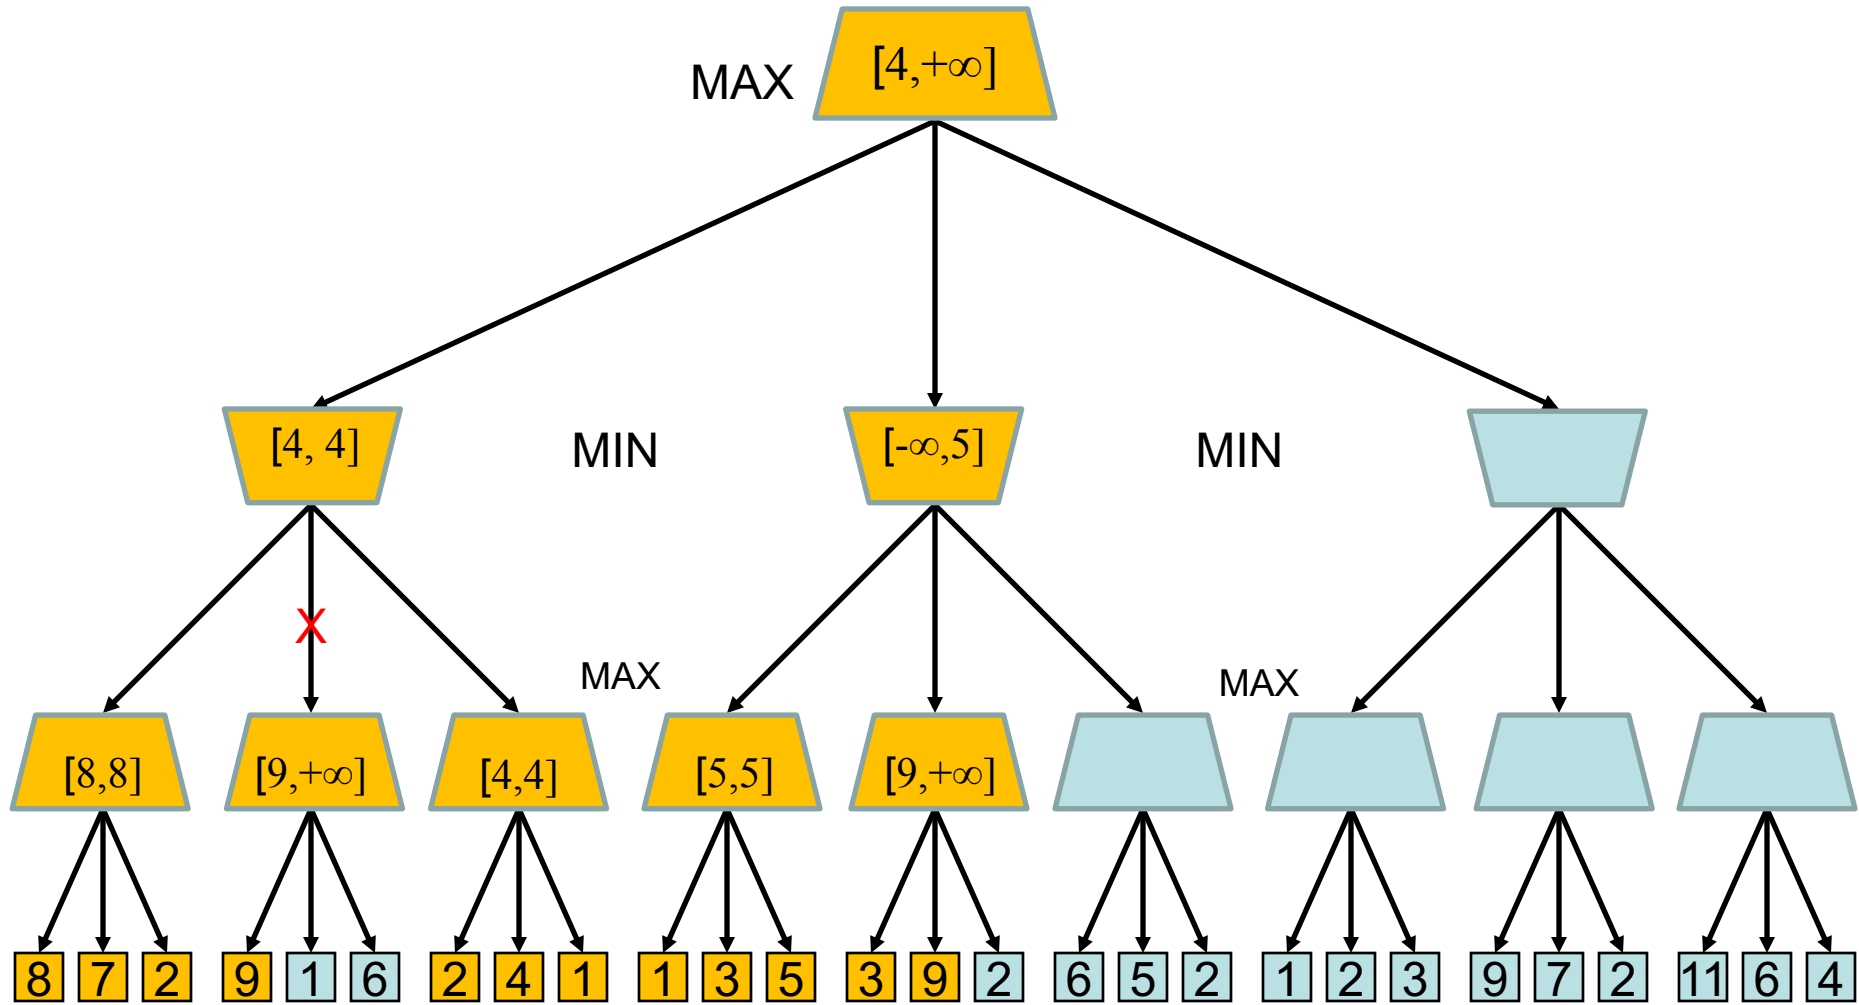 MAX [4,+∞]
[4, 4] MIN [-∞,5] MIN
X
MAX MAX
[8,8] [9,+∞] [4,4] [5,5] [9,+∞]
8 7 2 9 1 6 2 4 1 1 3 5 3 9 2 6 5 2 1 2 3 9 7 2 11 6 4